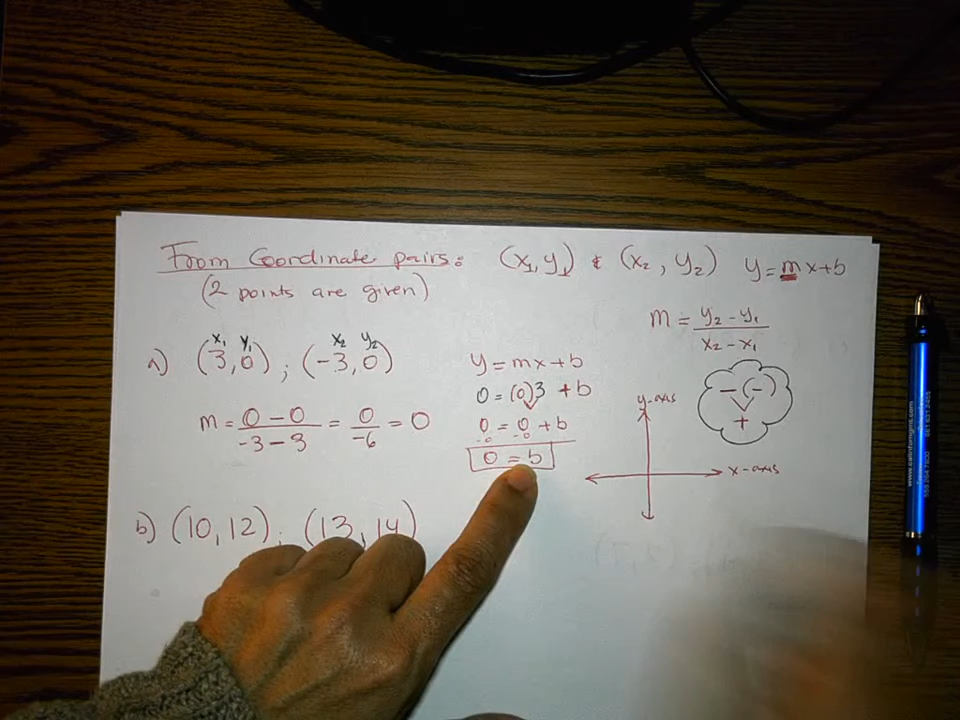 From Coordinate pairs: (x₁, y₁) & (x₂, y₂) y = mx+b
(2 points are given)
m = (y₂ - y₁)/(x₂ - x₁)
x₁ y₁ x₂ y₂
a) (3, 0) ; (-3, 0)
m = (0 - 0)/(-3 - 3) = 0/-6 = 0
y = mx + b
0 = (0)3 + b
0 = 0 + b
-0 -0
0 = b
- (-)
+
y-axis
x-axis
b) (10, 12) ; (13, 14)